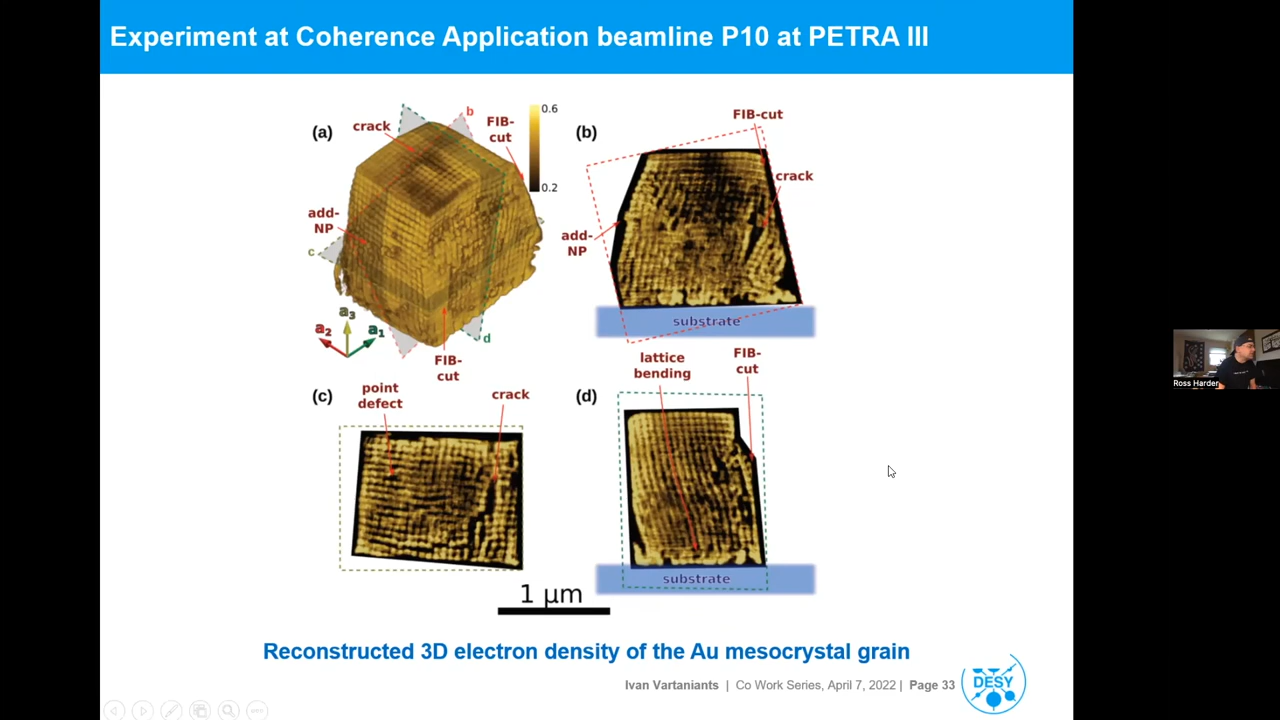 Experiment at Coherence Application beamline P10 at PETRA III
(a)
crack
b
FIB-
cut
0.6
0.2
add-
NP
c
a3
a2
a1
d
FIB-
cut
(b)
FIB-cut
crack
add-
NP
substrate
(c)
point
defect
crack
(d)
lattice
bending
FIB-
cut
substrate
1 μm
Reconstructed 3D electron density of the Au mesocrystal grain
Ivan Vartaniants | Co Work Series, April 7, 2022 | Page 33
DESY
Ross Harder